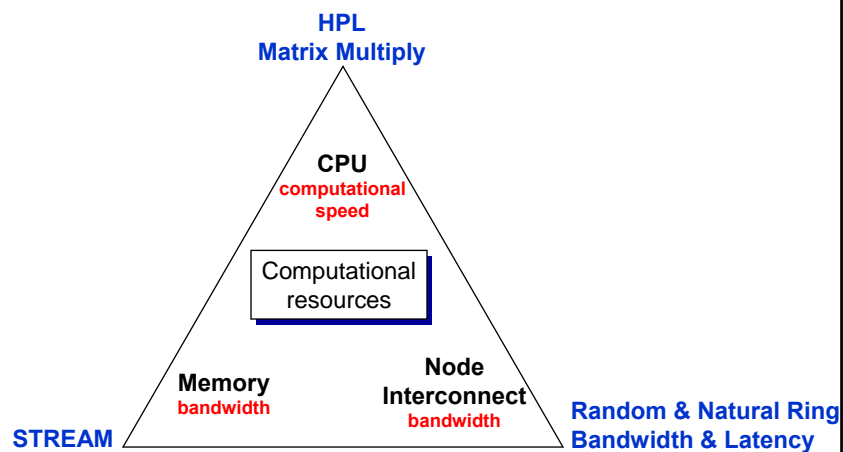 HPL
Matrix Multiply
CPU
computational
speed
Computational
resources
Memory
bandwidth
Node
Interconnect
bandwidth
STREAM
Random & Natural Ring
Bandwidth & Latency